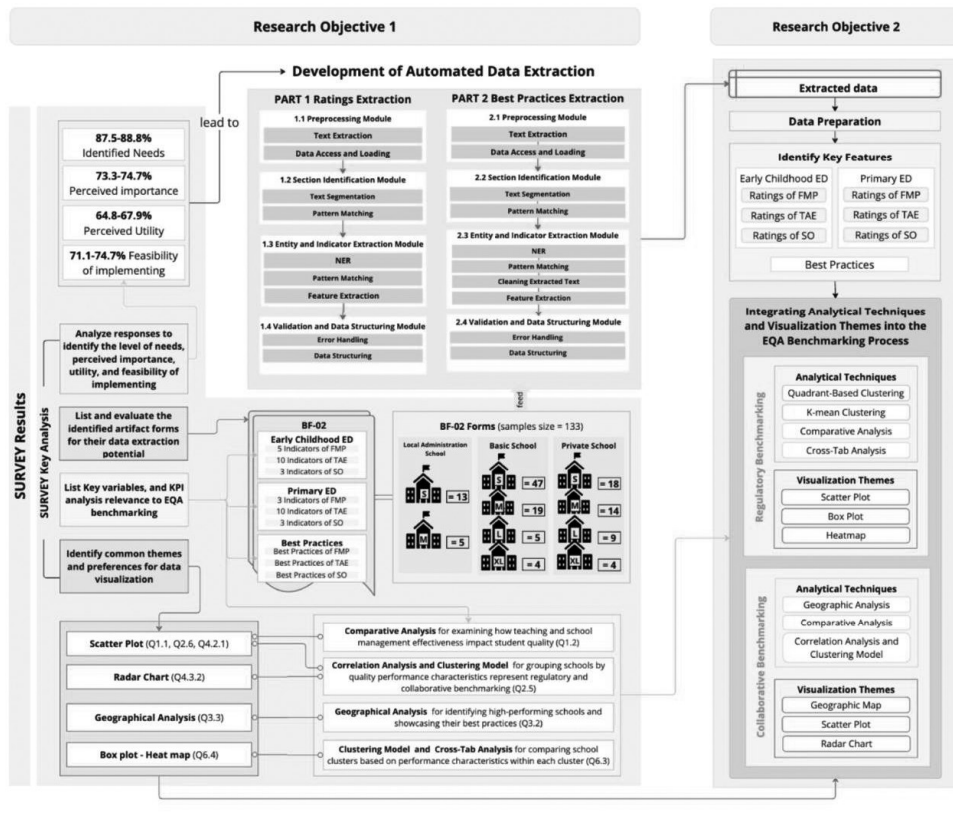 Research Objective 1
Research Objective 2
Development of Automated Data Extraction
lead to
87.5-88.8%
Identified Needs
73.3-74.7%
Perceived importance
64.8-67.9%
Perceived Utility
71.1-74.7% Feasibility
of implementing
PART 1 Ratings Extraction
1.1 Preprocessing Module
Text Extraction
Data Access and Loading
1.2 Section Identification Module
Text Segmentation
Pattern Matching
1.3 Entity and Indicator Extraction Module
NER
Pattern Matching
Feature Extraction
1.4 Validation and Data Structuring Module
Error Handling
Data Structuring
PART 2 Best Practices Extraction
2.1 Preprocessing Module
Text Extraction
Data Access and Loading
2.2 Section Identification Module
Text Segmentation
Pattern Matching
2.3 Entity and Indicator Extraction Module
NER
Pattern Matching
Cleaning Extracted Text
Feature Extraction
2.4 Validation and Data Structuring Module
Error Handling
Data Structuring
feed
SURVEY Results
SURVEY Key Analysis
Analyze responses to
identify the level of needs,
perceived importance,
utility, and feasibility of
implementing
List and evaluate the
identified artifact forms
for their data extraction
potential
List Key variables, and KPI
analysis relevance to EQA
benchmarking
Identify common themes
and preferences for data
visualization
BF-02
Early Childhood ED
5 Indicators of FMP
10 Indicators of TAE
3 Indicators of SO
Primary ED
3 Indicators of FMP
10 Indicators of TAE
3 Indicators of SO
Best Practices
Best Practices of FMP
Best Practices of TAE
Best Practices of SO
BF-02 Forms (samples size = 133)
Local Administration
School
S = 13
M = 5
Basic School
S = 47
M = 19
L = 5
XL = 4
Private School
S = 18
M = 14
L = 9
XL = 4
Scatter Plot (Q1.1, Q2.6, Q4.2.1)
Radar Chart (Q4.3.2)
Geographical Analysis (Q3.3)
Box plot - Heat map (Q6.4)
Comparative Analysis for examining how teaching and school
management effectiveness impact student quality (Q1.2)
Correlation Analysis and Clustering Model for grouping schools by
quality performance characteristics represent regulatory and
collaborative benchmarking (Q2.5)
Geographical Analysis for identifying high-performing schools and
showcasing their best practices (Q3.2)
Clustering Model and Cross-Tab Analysis for comparing school
clusters based on performance characteristics within each cluster (Q6.3)
Extracted data
Data Preparation
Identify Key Features
Early Childhood ED
Ratings of FMP
Ratings of TAE
Ratings of SO
Primary ED
Ratings of FMP
Ratings of TAE
Ratings of SO
Best Practices
Integrating Analytical Techniques
and Visualization Themes into the
EQA Benchmarking Process
Regulatory Benchmarking
Analytical Techniques
Quadrant-Based Clustering
K-mean Clustering
Comparative Analysis
Cross-Tab Analysis
Visualization Themes
Scatter Plot
Box Plot
Heatmap
Collaborative Benchmarking
Analytical Techniques
Geographic Analysis
Comparative Analysis
Correlation Analysis and
Clustering Model
Visualization Themes
Geographic Map
Scatter Plot
Radar Chart